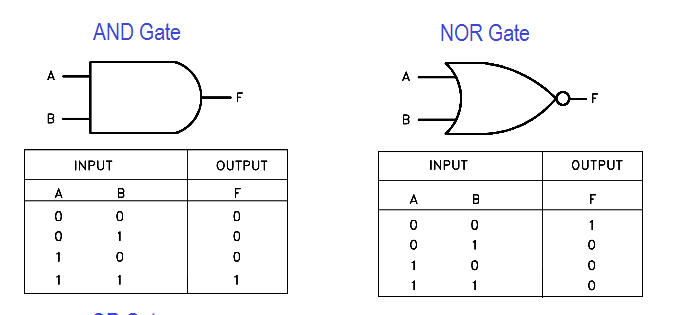 AND Gate
A
F
B
INPUT OUTPUT
A B F
0 0 0
0 1 0
1 0 0
1 1 1
NOR Gate
A
F
B
INPUT OUTPUT
A B F
0 0 1
0 1 0
1 0 0
1 1 0